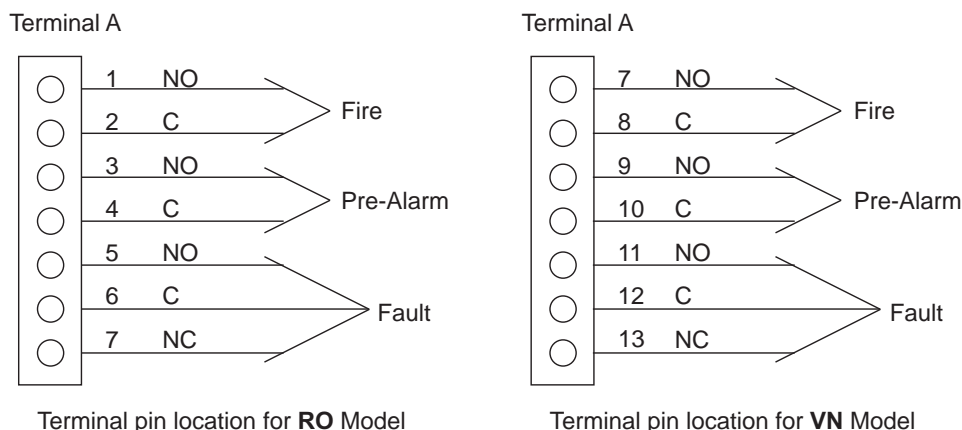 Terminal A
1 NO
2 C
Fire
3 NO
4 C
Pre-Alarm
5 NO
6 C
7 NC
Fault
Terminal pin location for RO Model
Terminal A
7 NO
8 C
Fire
9 NO
10 C
Pre-Alarm
11 NO
12 C
13 NC
Fault
Terminal pin location for VN Model